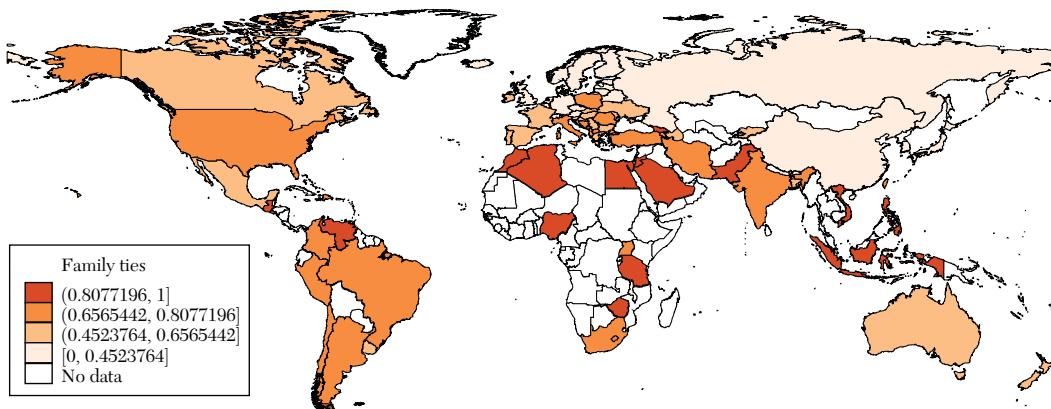 Family ties
(0.8077196, 1]
(0.6565442, 0.8077196]
(0.4523764, 0.6565442]
[0, 0.4523764]
No data